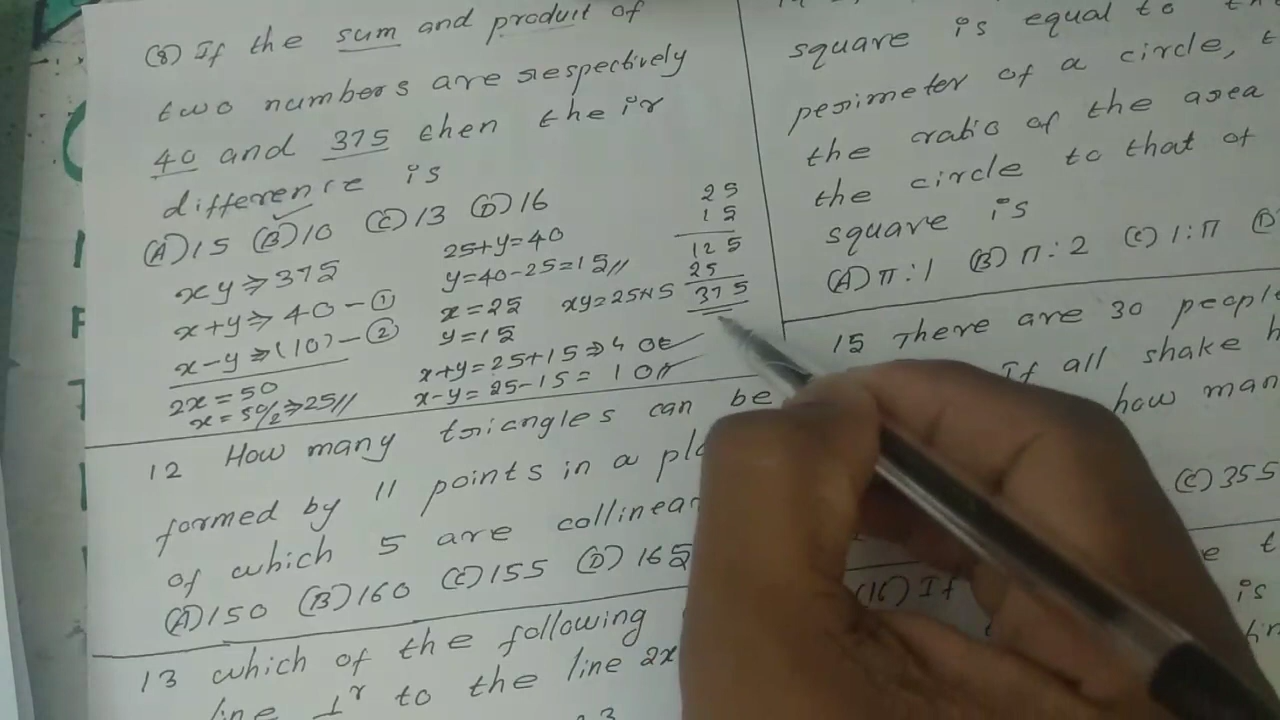 (8) If the sum and product of
two numbers are respectively
40 and 375 then their
difference is
(A) 15 (B) 10 (C) 13 (D) 16
xy ⇒ 375
x+y ⇒ 40 - ①
x-y ⇒ (10) - ②
2x = 50
x = 50/2 ⇒ 25//
25+y=40
y=40-25=15//
x=25
y=15
xy=25×15
x+y=25+15⇒40
x-y=25-15=10//
25
15
125
25
375
12 How many triangles can be
formed by 11 points in a
of which 5 are collinear
(A) 150 (B) 160 (C) 155 (D) 165
13 which of the following
line ⊥r to the line 2x
square is equal to
perimeter of a circle,
the ratio of the area
the circle to that of
square is
(A) π:1 (B) π:2 (C) 1:π
15 There are 30 people
If all shake
how many
(C) 355
(16) If
is